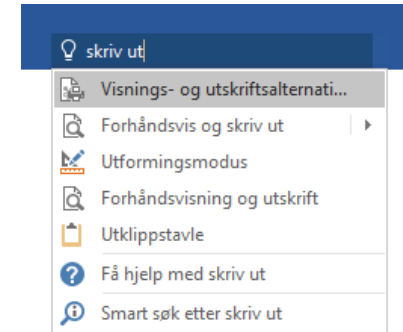 skriv ut
Visnings- og utskriftsalternati...
Forhåndsvis og skriv ut
Utformingsmodus
Forhåndsvisning og utskrift
Utklippstavle
Få hjelp med skriv ut
Smart søk etter skriv ut